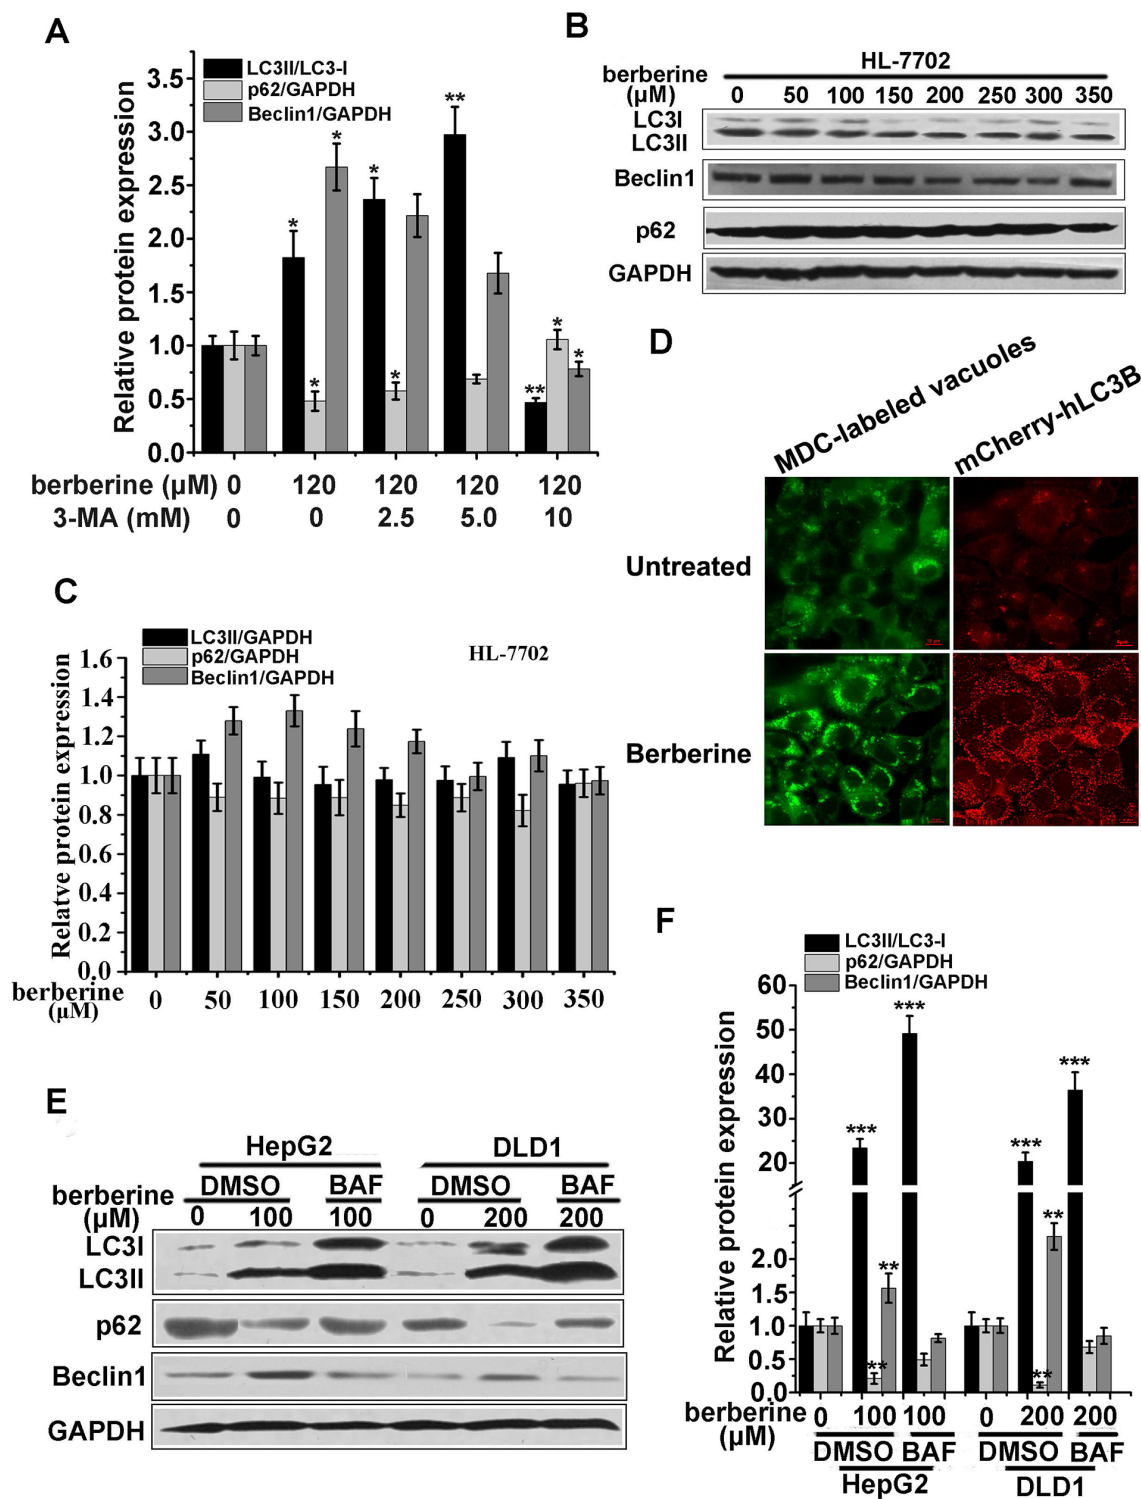 A
Relative protein expression
3.5
3.0
2.5
2.0
1.5
1.0
0.5
0.0
LC3II/LC3-I
p62/GAPDH
Beclin1/GAPDH
* * * * * ** ** * *
berberine (μM) 0 120 120 120 120
3-MA (mM) 0 0 2.5 5.0 10
B
HL-7702
berberine (μM) 0 50 100 150 200 250 300 350
LC3I
LC3II
Beclin1
p62
GAPDH
C
Relatve protein expression
1.6
1.4
1.2
1.0
0.8
0.6
0.4
0.2
0.0
LC3II/GAPDH
p62/GAPDH
Beclin1/GAPDH
HL-7702
berberine (μM) 0 50 100 150 200 250 300 350
D
MDC-labeled vacuoles
mCherry-hLC3B
Untreated
Berberine
E
HepG2 DLD1
DMSO BAF DMSO BAF
berberine (μM) 0 100 100 0 200 200
LC3I
LC3II
p62
Beclin1
GAPDH
F
LC3II/LC3-I
p62/GAPDH
Beclin1/GAPDH
Relative protein expression
60
50
40
30
20
2.0
1.5
1.0
0.5
0.0
*** ** ** *** *** ** ** ***
berberine (μM) 0 100 100 0 200 200
DMSO BAF DMSO BAF
HepG2 DLD1